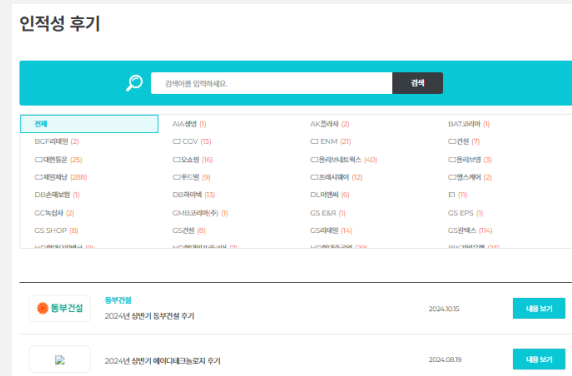 인적성 후기
검색어를 입력하세요.
검색
전체 AIA생명 (1) AK플라자 (2) BAT코리아 (1)
BGF리테일 (2) CJ CGV (13) CJ ENM (21) CJ건설 (7)
CJ대한통운 (25) CJ오쇼핑 (16) CJ올리브네트웍스 (40) CJ올리브영 (3)
CJ제일제당 (288) CJ푸드빌 (9) CJ프레시웨이 (12) CJ헬스케어 (2)
DB손해보험 (1) DB하이텍 (13) DL이앤씨 (6) E1 (11)
GC녹십자 (2) GMB코리아(주) (1) GS E&R (1) GS EPS (1)
GS SHOP (8) GS건설 (8) GS리테일 (14) GS칼텍스 (114)
동부건설
동부건설
2024년 상반기 동부건설 후기
2024.10.15
내용 보기
2024년 상반기 에이디테크놀로지 후기
2024.08.19
내용 보기